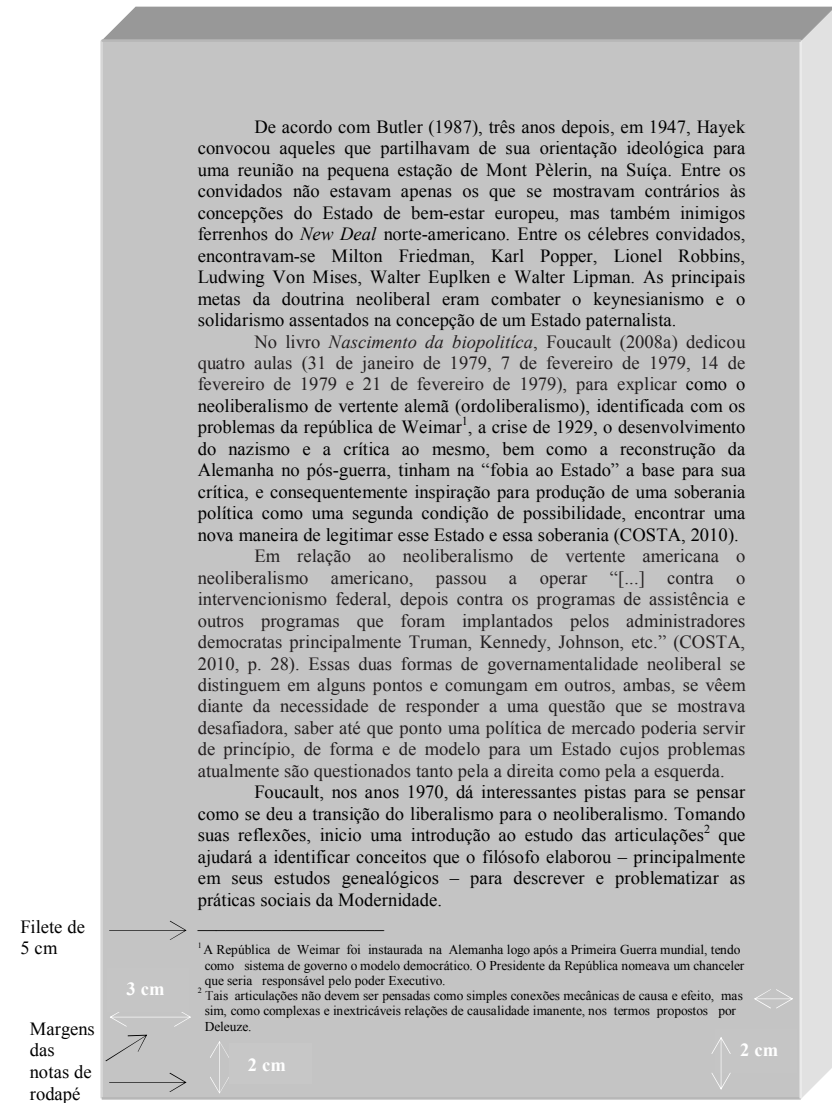 De acordo com Butler (1987), três anos depois, em 1947, Hayek
convocou aqueles que partilhavam de sua orientação ideológica para
uma reunião na pequena estação de Mont Pèlerin, na Suíça. Entre os
convidados não estavam apenas os que se mostravam contrários às
concepções do Estado de bem-estar europeu, mas também inimigos
ferrenhos do New Deal norte-americano. Entre os célebres convidados,
encontravam-se Milton Friedman, Karl Popper, Lionel Robbins,
Ludwing Von Mises, Walter Euplken e Walter Lipman. As principais
metas da doutrina neoliberal eram combater o keynesianismo e o
solidarismo assentados na concepção de um Estado paternalista.
No livro Nascimento da biopolitíca, Foucault (2008a) dedicou
quatro aulas (31 de janeiro de 1979, 7 de fevereiro de 1979, 14 de
fevereiro de 1979 e 21 de fevereiro de 1979), para explicar como o
neoliberalismo de vertente alemã (ordoliberalismo), identificada com os
problemas da república de Weimar¹, a crise de 1929, o desenvolvimento
do nazismo e a crítica ao mesmo, bem como a reconstrução da
Alemanha no pós-guerra, tinham na “fobia ao Estado” a base para sua
crítica, e consequentemente inspiração para produção de uma soberania
política como uma segunda condição de possibilidade, encontrar uma
nova maneira de legitimar esse Estado e essa soberania (COSTA, 2010).
Em relação ao neoliberalismo de vertente americana o
neoliberalismo americano, passou a operar “[...] contra o
intervencionismo federal, depois contra os programas de assistência e
outros programas que foram implantados pelos administradores
democratas principalmente Truman, Kennedy, Johnson, etc.” (COSTA,
2010, p. 28). Essas duas formas de governamentalidade neoliberal se
distinguem em alguns pontos e comungam em outros, ambas, se vêem
diante da necessidade de responder a uma questão que se mostrava
desafiadora, saber até que ponto uma política de mercado poderia servir
de princípio, de forma e de modelo para um Estado cujos problemas
atualmente são questionados tanto pela a direita como pela a esquerda.
Foucault, nos anos 1970, dá interessantes pistas para se pensar
como se deu a transição do liberalismo para o neoliberalismo. Tomando
suas reflexões, inicio uma introdução ao estudo das articulações² que
ajudará a identificar conceitos que o filósofo elaborou – principalmente
em seus estudos genealógicos – para descrever e problematizar as
práticas sociais da Modernidade.
Filete de
5 cm
¹ A República de Weimar foi instaurada na Alemanha logo após a Primeira Guerra mundial, tendo
como sistema de governo o modelo democrático. O Presidente da República nomeava um chanceler
que seria responsável pelo poder Executivo.
² Tais articulações não devem ser pensadas como simples conexões mecânicas de causa e efeito, mas
sim, como complexas e inextricáveis relações de causalidade imanente, nos termos propostos por
Deleuze.
3 cm
Margens
das
notas de
rodapé
2 cm
2 cm